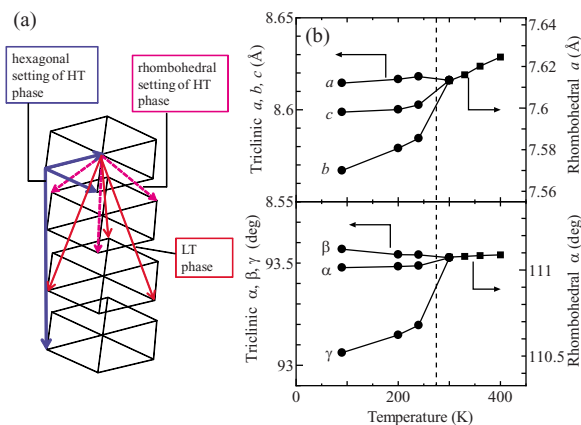 (a)
hexagonal
setting of HT
phase
rhombohedral
setting of HT
phase
LT
phase
(b)
8.65
8.6
8.55
Triclinic a, b, c (Å)
a
c
b
7.64
7.62
7.6
7.58
7.56
Rhombohedral a (Å)
93.5
93
Triclinic α, β, γ (deg)
β
α
γ
111
110.5
Rhombohedral α (deg)
0
200
400
Temperature (K)